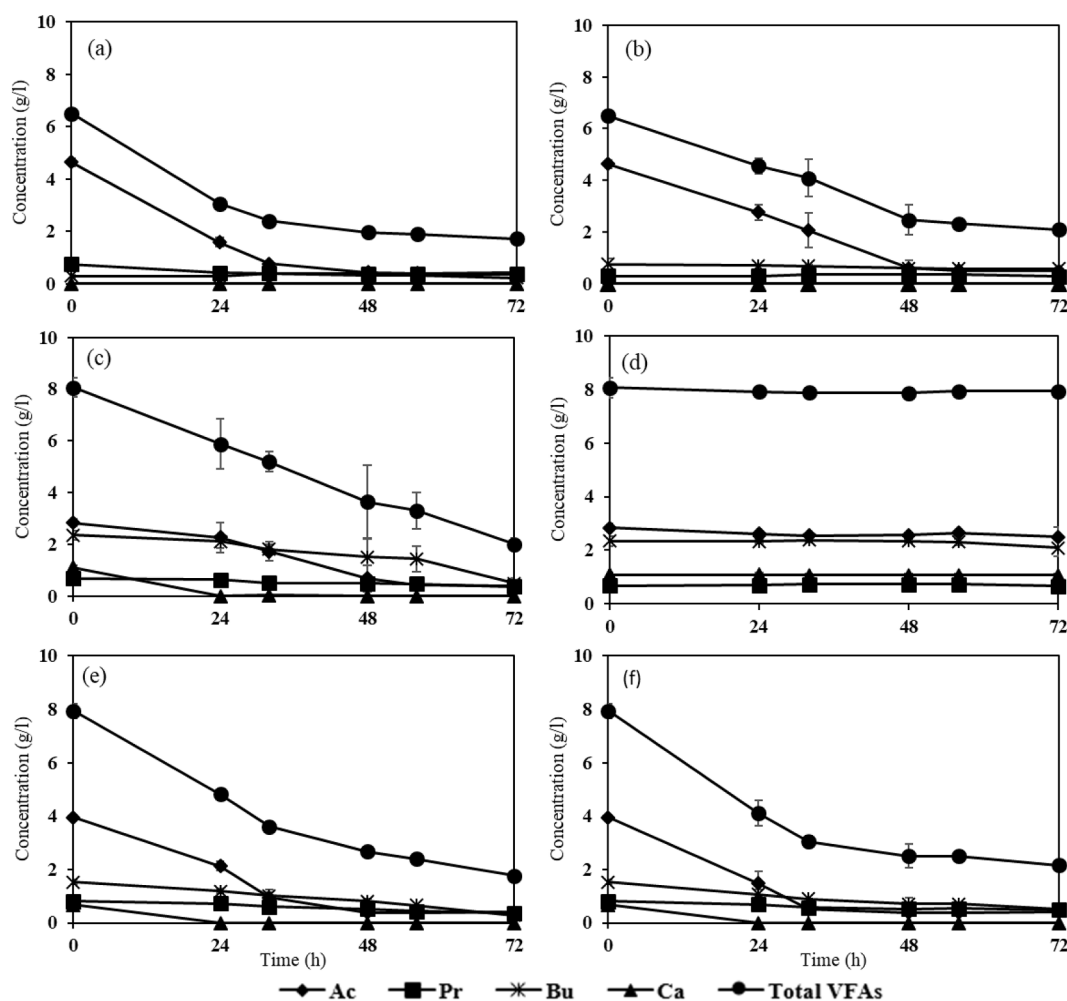 (a)
Concentration (g/l)
10
8
6
4
2
0
0 24 48 72
(b)
Concentration (g/l)
10
8
6
4
2
0
0 24 48 72
(c)
Concentration (g/l)
10
8
6
4
2
0
0 24 48 72
(d)
Concentration (g/l)
10
8
6
4
2
0
0 24 48 72
(e)
Concentration (g/l)
10
8
6
4
2
0
0 24 48 72
Time (h)
(f)
Concentration (g/l)
10
8
6
4
2
0
0 24 48 72
Time (h)
Ac Pr Bu Ca Total VFAs